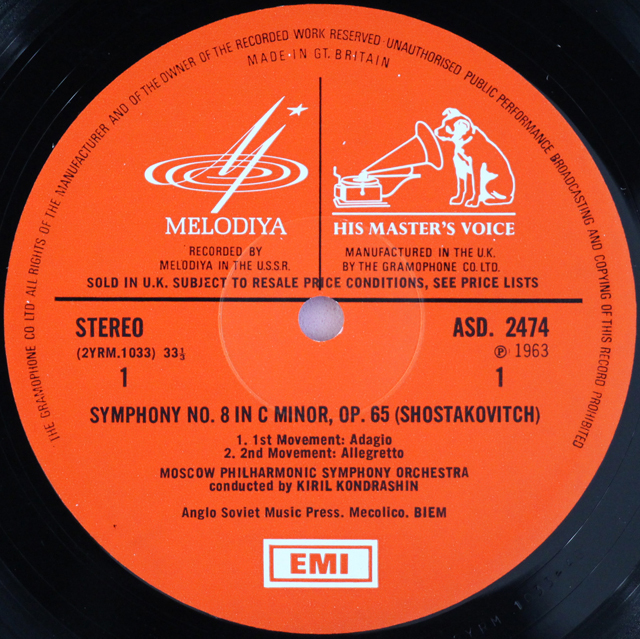 THE GRAMOPHONE CO LTD ALL RIGHTS OF THE MANUFACTURER AND OF THE OWNER OF THE RECORDED WORK RESERVED·UNAUTHORISED PUBLIC PERFORMANCE BROADCASTING AND COPYING OF THIS RECORD PROHIBITED
MADE IN GT. BRITAIN
MELODIYA
HIS MASTER'S VOICE
RECORDED BY
MELODIYA IN THE U.S.S.R.
MANUFACTURED IN THE U.K.
BY THE GRAMOPHONE CO. LTD.
SOLD IN U.K. SUBJECT TO RESALE PRICE CONDITIONS, SEE PRICE LISTS
STEREO
(2YRM.1033) 33⅓
1
ASD. 2474
℗ 1963
1
SYMPHONY NO. 8 IN C MINOR, OP. 65 (SHOSTAKOVITCH)
1. 1st Movement: Adagio
2. 2nd Movement: Allegretto
MOSCOW PHILHARMONIC SYMPHONY ORCHESTRA
conducted by KIRIL KONDRASHIN
Anglo Soviet Music Press. Mecolico. BIEM
EMI